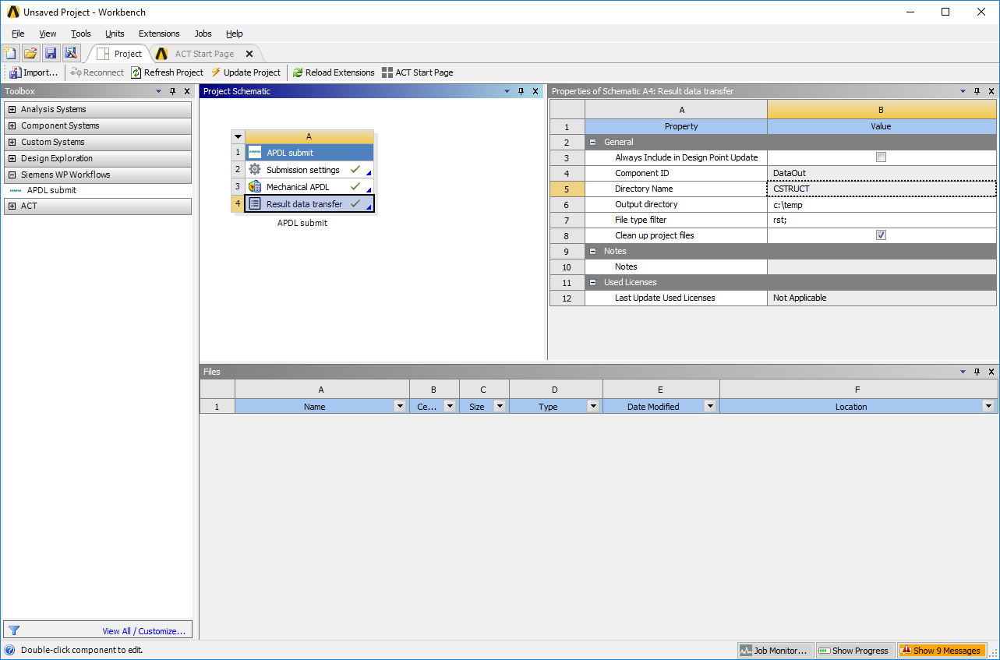 Unsaved Project - Workbench
File View Tools Units Extensions Jobs Help
Project ACT Start Page
Import... Reconnect Refresh Project Update Project Reload Extensions ACT Start Page
Toolbox
Analysis Systems
Component Systems
Custom Systems
Design Exploration
Siemens WP Workflows
APDL submit
ACT
View All / Customize...
Project Schematic
A
1 APDL submit
2 Submission settings
3 Mechanical APDL
4 Result data transfer
APDL submit
Properties of Schematic A4: Result data transfer
A B
1 Property Value
2 General
3 Always Include in Design Point Update
4 Component ID DataOut
5 Directory Name CSTRUCT
6 Output directory c:\temp
7 File type filter rst;
8 Clean up project files
9 Notes
10 Notes
11 Used Licenses
12 Last Update Used Licenses Not Applicable
Files
A B C D E F
1 Name Ce... Size Type Date Modified Location
Double-click component to edit.
Job Monitor... Show Progress Show 9 Messages